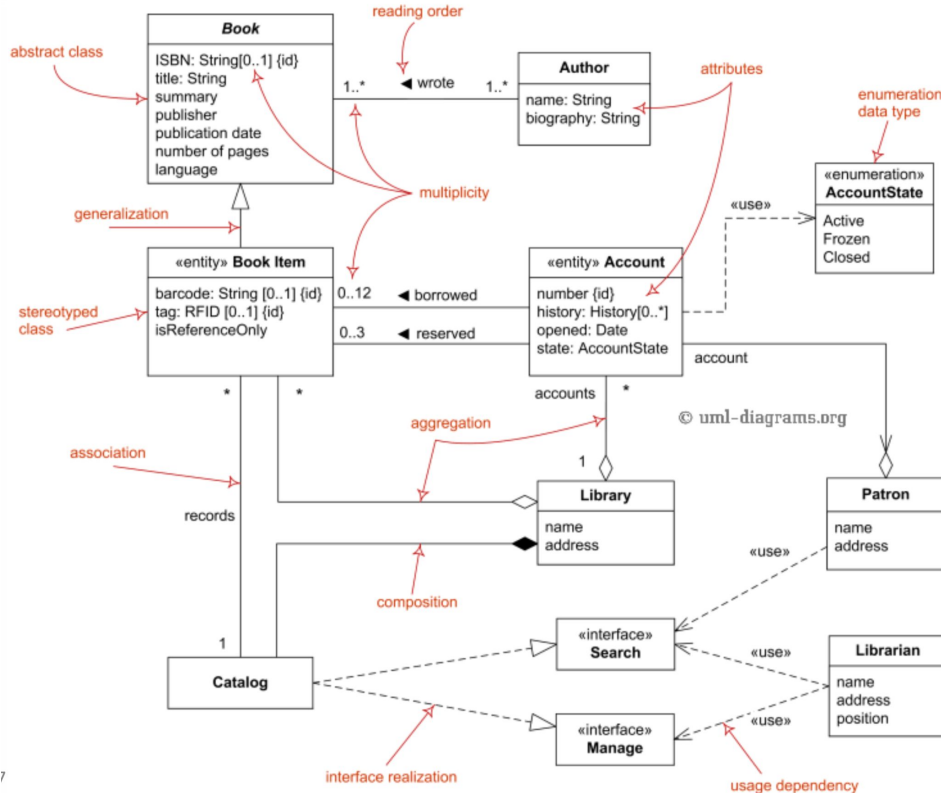 reading order
Book
abstract class
ISBN: String[0..1] {id}
title: String
summary
publisher
publication date
number of pages
language
1..*
◄ wrote
1..*
Author
name: String
biography: String
attributes
enumeration
data type
multiplicity
generalization
«enumeration»
AccountState
Active
Frozen
Closed
«use»
«entity» Book Item
barcode: String [0..1] {id}
tag: RFID [0..1] {id}
isReferenceOnly
stereotyped
class
0..12
◄ borrowed
0..3
◄ reserved
«entity» Account
number {id}
history: History[0..*]
opened: Date
state: AccountState
account
*
*
accounts
*
© uml-diagrams.org
aggregation
association
1
records
Library
name
address
Patron
name
address
«use»
composition
1
Catalog
«interface»
Search
«use»
Librarian
name
address
position
«use»
«interface»
Manage
interface realization
usage dependency
7